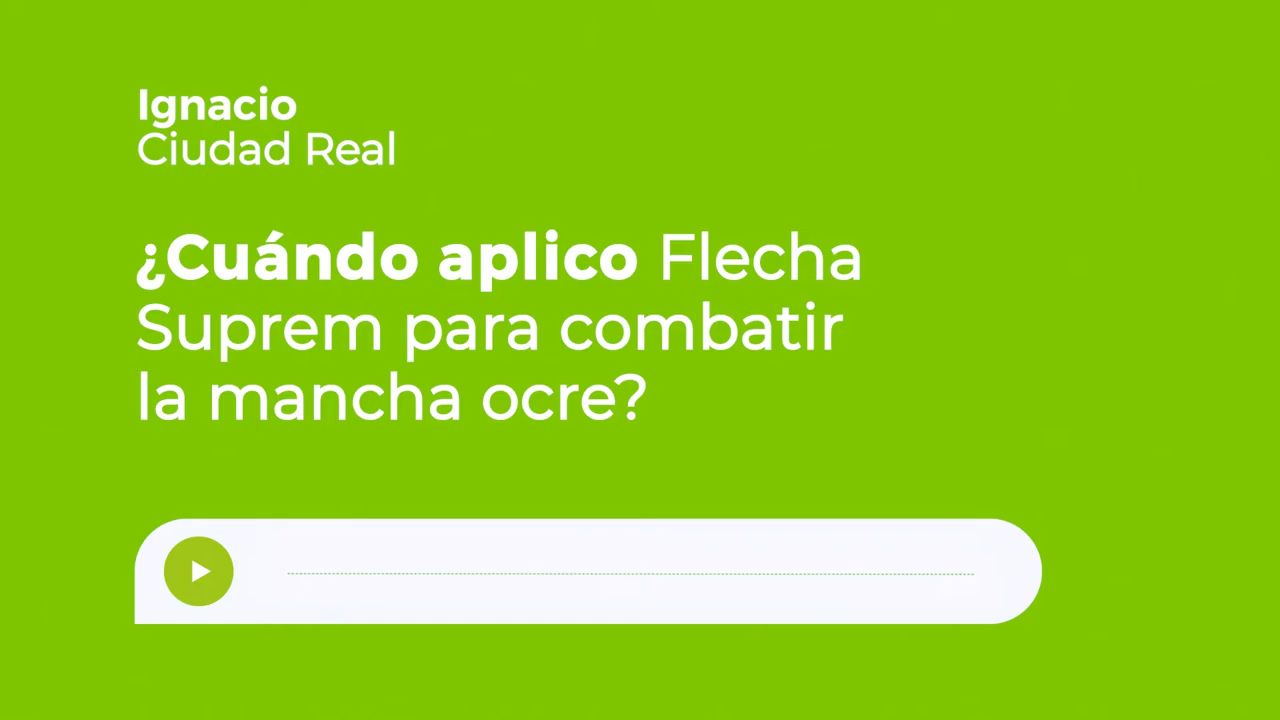 Ignacio
Ciudad Real
¿Cuándo aplico Flecha
Suprem para combatir
la mancha ocre?